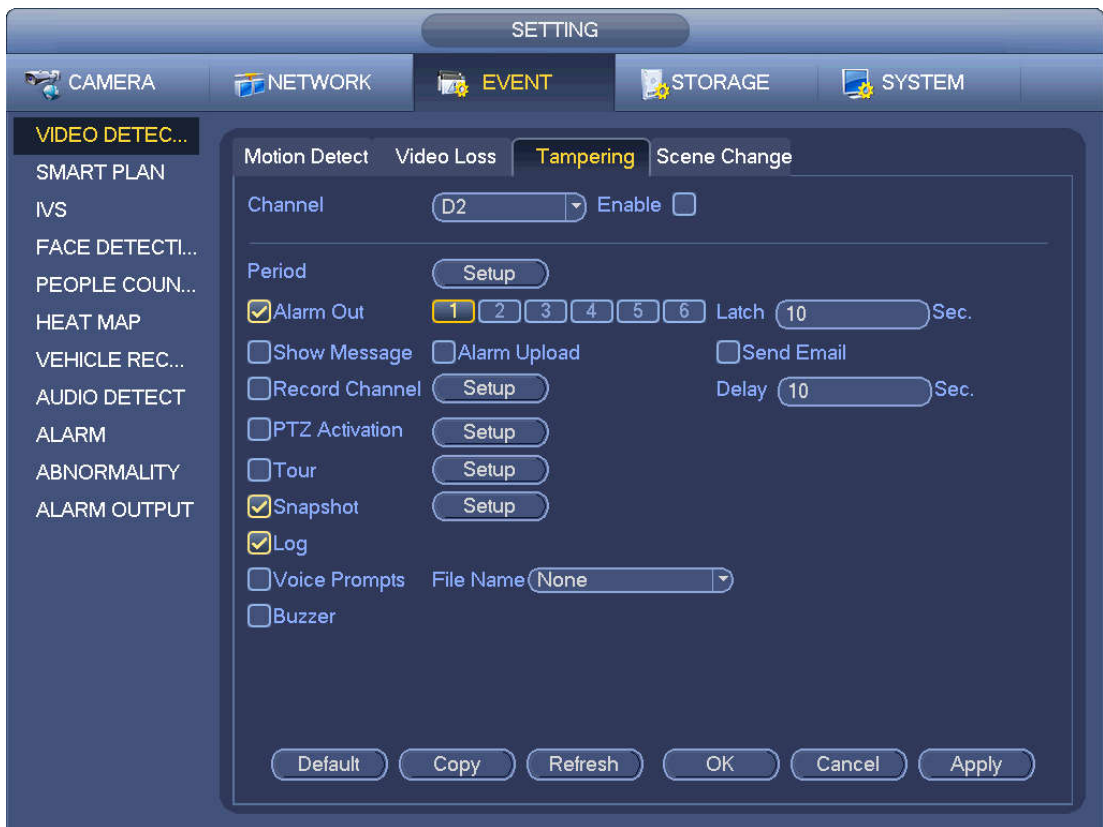 SETTING
CAMERA NETWORK EVENT STORAGE SYSTEM
VIDEO DETEC...
SMART PLAN
IVS
FACE DETECTI...
PEOPLE COUN...
HEAT MAP
VEHICLE REC...
AUDIO DETECT
ALARM
ABNORMALITY
ALARM OUTPUT
Motion Detect Video Loss Tampering Scene Change
Channel D2 Enable
Period Setup
Alarm Out 1 2 3 4 5 6 Latch 10 Sec.
Show Message Alarm Upload Send Email
Record Channel Setup Delay 10 Sec.
PTZ Activation Setup
Tour Setup
Snapshot Setup
Log
Voice Prompts File Name None
Buzzer
Default Copy Refresh OK Cancel Apply